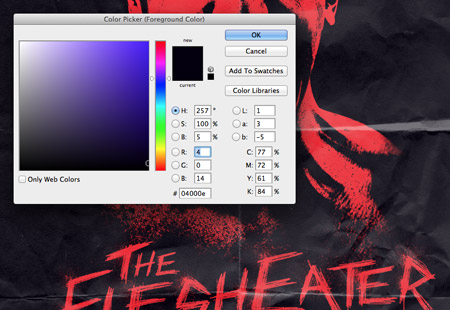 Color Picker (Foreground Color)
new
current
OK
Cancel
Add To Swatches
Color Libraries
H: 257 °
S: 100 %
B: 5 %
R: 4
G: 0
B: 14
# 04000e
L: 1
a: 3
b: -5
C: 77 %
M: 72 %
Y: 61 %
K: 84 %
Only Web Colors
THE
FLESHEATER